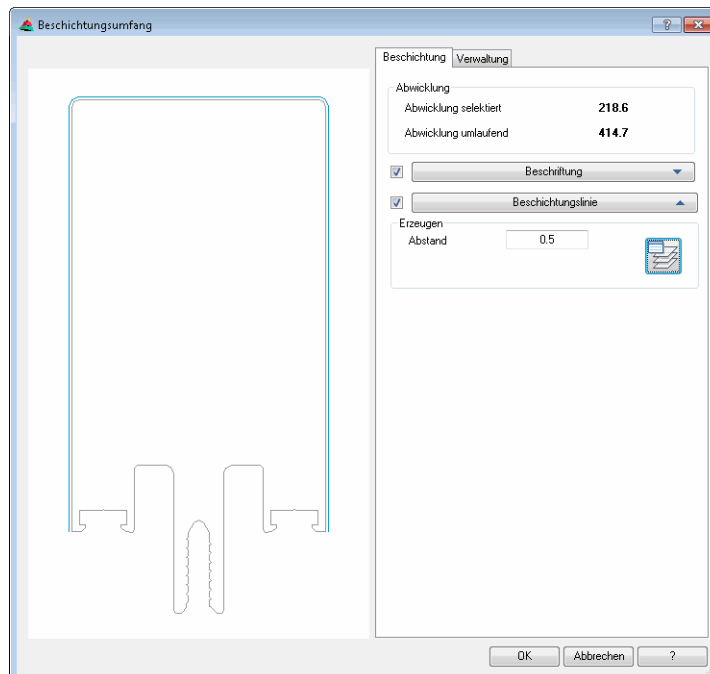 Beschichtungsumfang
?
Beschichtung Verwaltung
Abwicklung
Abwicklung selektiert 218.6
Abwicklung umlaufend 414.7
Beschriftung
Beschichtungslinie
Erzeugen
Abstand 0.5
OK Abbrechen ?